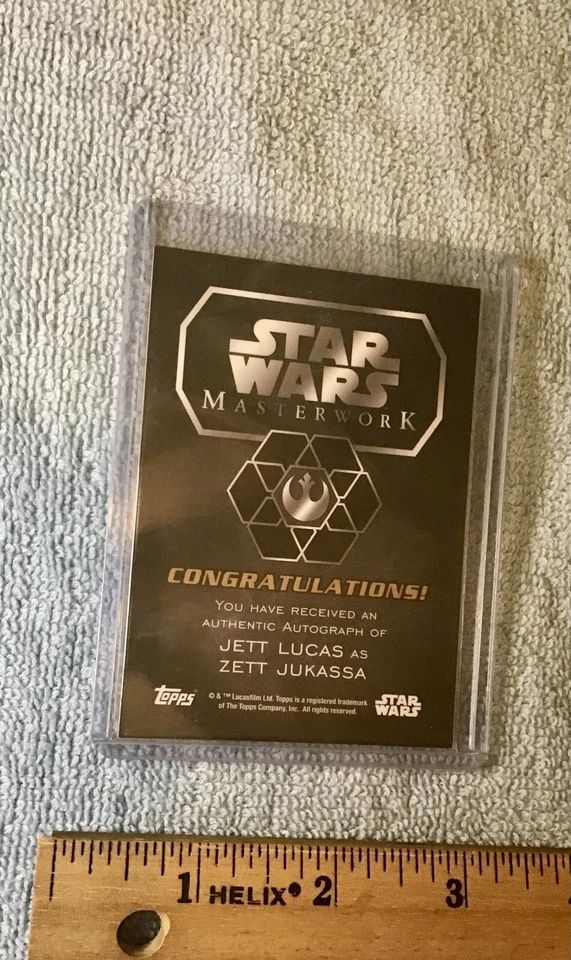 STAR
WARS
MASTERWORK
CONGRATULATIONS!
YOU HAVE RECEIVED AN
AUTHENTIC AUTOGRAPH OF
JETT LUCAS AS
ZETT JUKASSA
Topps
© & ™ Lucasfilm Ltd. Topps is a registered trademark
of The Topps Company, Inc. All rights reserved.
STAR
WARS
1 HELIX® 2 3